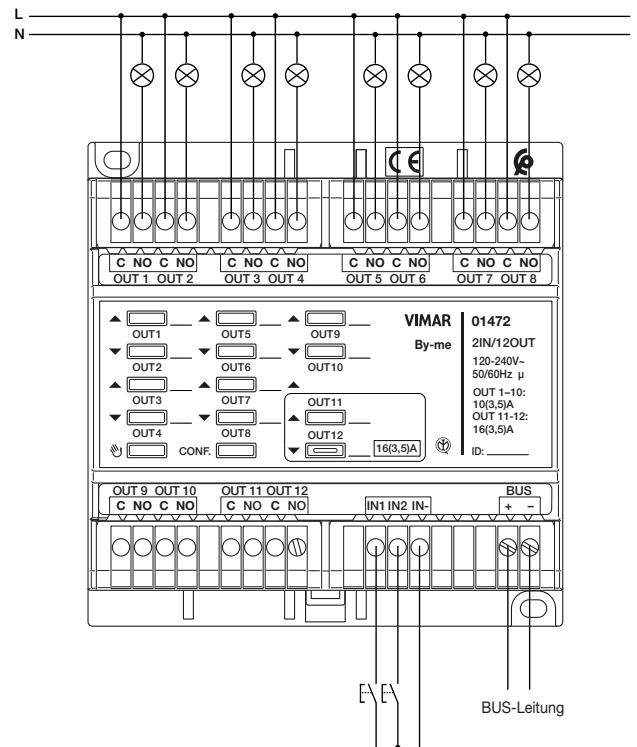 L
N
CE
C NO C NO C NO C NO C NO C NO C NO C NO
OUT 1 OUT 2 OUT 3 OUT 4 OUT 5 OUT 6 OUT 7 OUT 8
OUT1
OUT2
OUT3
OUT4
OUT5
OUT6
OUT7
OUT8
CONF.
OUT9
OUT10
OUT11
OUT12
16(3,5)A
VIMAR
By-me
01472
2IN/12OUT
120-240V~
50/60Hz µ
OUT 1–10:
10(3,5)A
OUT 11-12:
16(3,5)A
ID: ______
OUT 9 OUT 10 OUT 11 OUT 12 BUS
C NO C NO C NO C NO IN1 IN2 IN- + –
BUS-Leitung